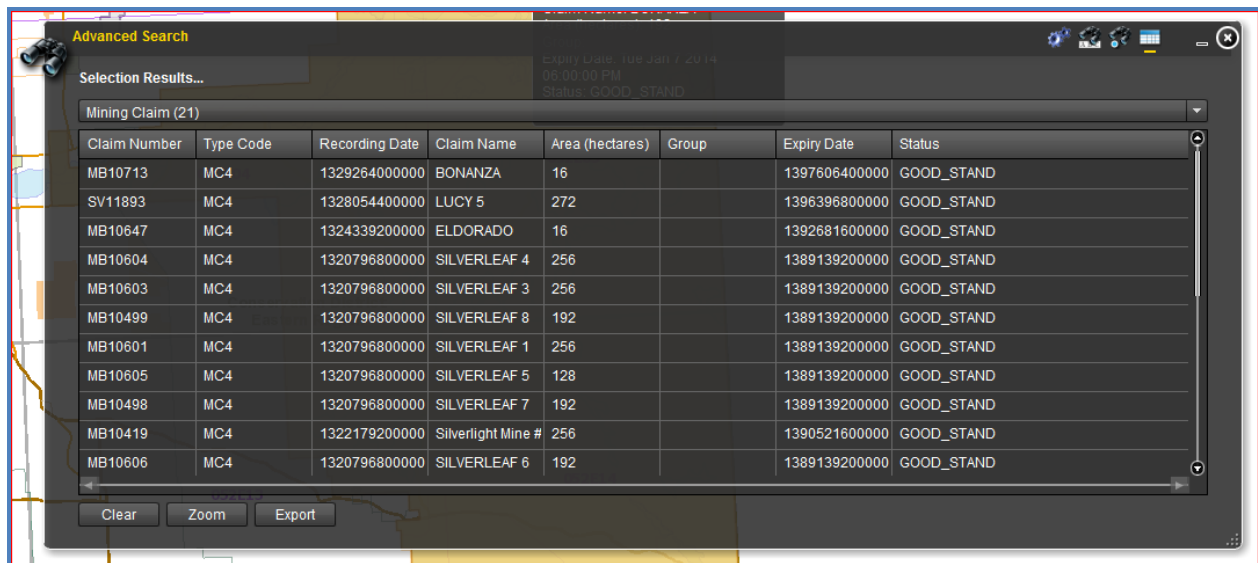 Advanced Search
Expiry Date: Tue Jan 7 2014
06:00:00 PM
Status: GOOD_STAND
Selection Results...
Mining Claim (21)
Claim Number Type Code Recording Date Claim Name Area (hectares) Group Expiry Date Status
MB10713 MC4 1329264000000 BONANZA 16 1397606400000 GOOD_STAND
SV11893 MC4 1328054400000 LUCY 5 272 1396396800000 GOOD_STAND
MB10647 MC4 1324339200000 ELDORADO 16 1392681600000 GOOD_STAND
MB10604 MC4 1320796800000 SILVERLEAF 4 256 1389139200000 GOOD_STAND
MB10603 MC4 1320796800000 SILVERLEAF 3 256 1389139200000 GOOD_STAND
MB10499 MC4 1320796800000 SILVERLEAF 8 192 1389139200000 GOOD_STAND
MB10601 MC4 1320796800000 SILVERLEAF 1 256 1389139200000 GOOD_STAND
MB10605 MC4 1320796800000 SILVERLEAF 5 128 1389139200000 GOOD_STAND
MB10498 MC4 1320796800000 SILVERLEAF 7 192 1389139200000 GOOD_STAND
MB10419 MC4 1322179200000 Silverlight Mine # 256 1390521600000 GOOD_STAND
MB10606 MC4 1320796800000 SILVERLEAF 6 192 1389139200000 GOOD_STAND
Clear Zoom Export